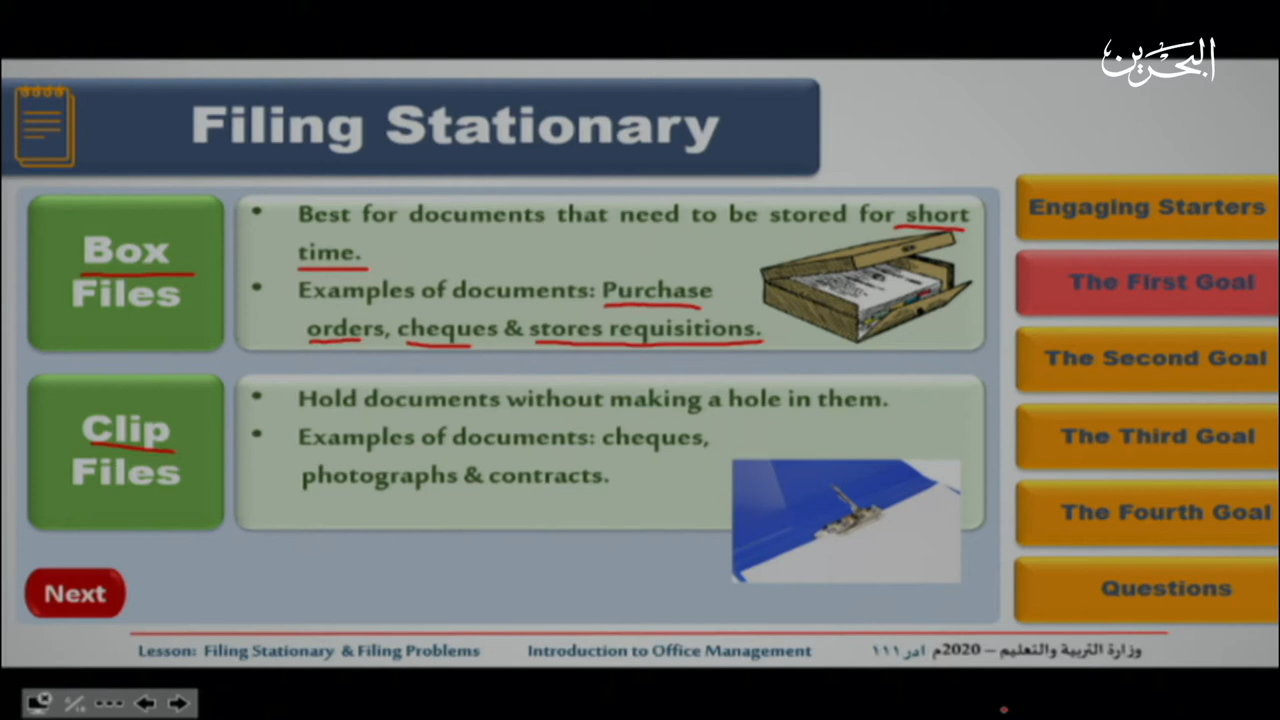 البحرين
Filing Stationary
Box
Files
• Best for documents that need to be stored for short
time.
• Examples of documents: Purchase
orders, cheques & stores requisitions.
Clip
Files
• Hold documents without making a hole in them.
• Examples of documents: cheques,
photographs & contracts.
Engaging Starters
The First Goal
The Second Goal
The Third Goal
The Fourth Goal
Questions
Next
Lesson: Filing Stationary & Filing Problems
Introduction to Office Management
ادر ١١١
وزارة التربية والتعليم – 2020م